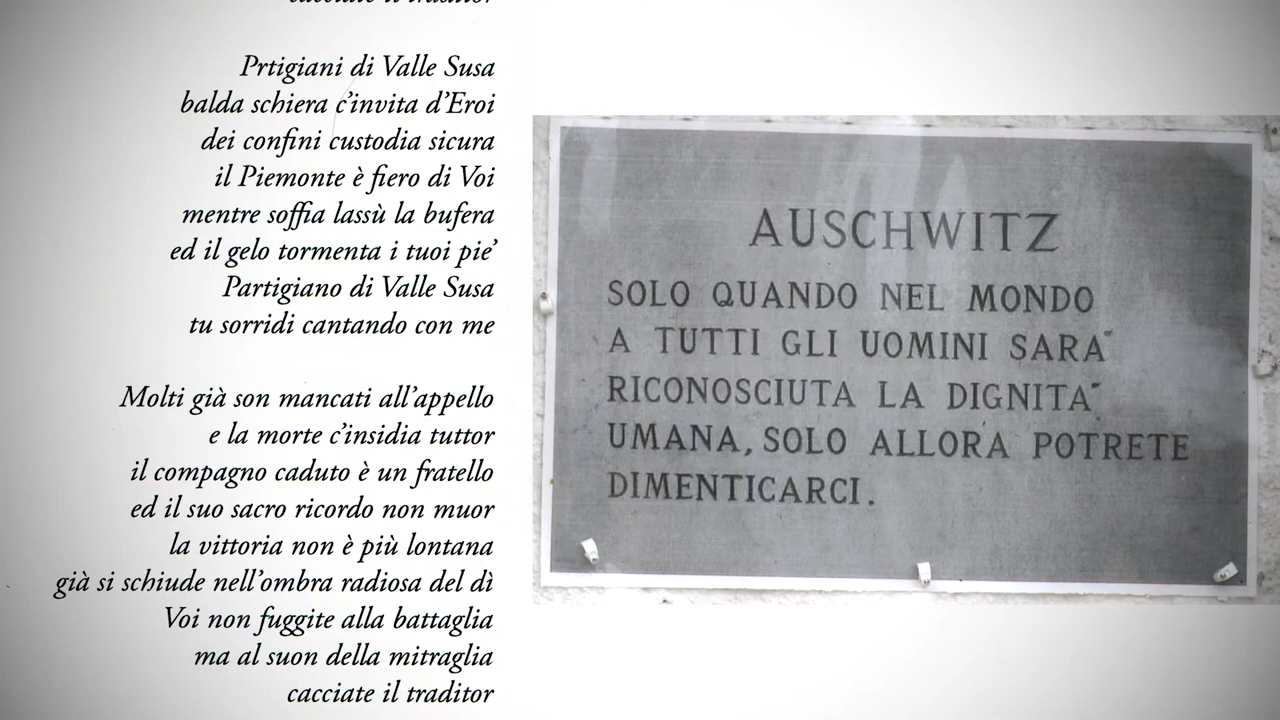 cacciate il traditor
Prtigiani di Valle Susa
balda schiera c'invita d'Eroi
dei confini custodia sicura
il Piemonte è fiero di Voi
mentre soffia lassù la bufera
ed il gelo tormenta i tuoi pie'
Partigiano di Valle Susa
tu sorridi cantando con me
Molti già son mancati all'appello
e la morte c'insidia tuttor
il compagno caduto è un fratello
ed il suo sacro ricordo non muor
la vittoria non è più lontana
già si schiude nell'ombra radiosa del dì
Voi non fuggite alla battaglia
ma al suon della mitraglia
cacciate il traditor
AUSCHWITZ
SOLO QUANDO NEL MONDO
A TUTTI GLI UOMINI SARA'
RICONOSCIUTA LA DIGNITA'
UMANA, SOLO ALLORA POTRETE
DIMENTICARCI.